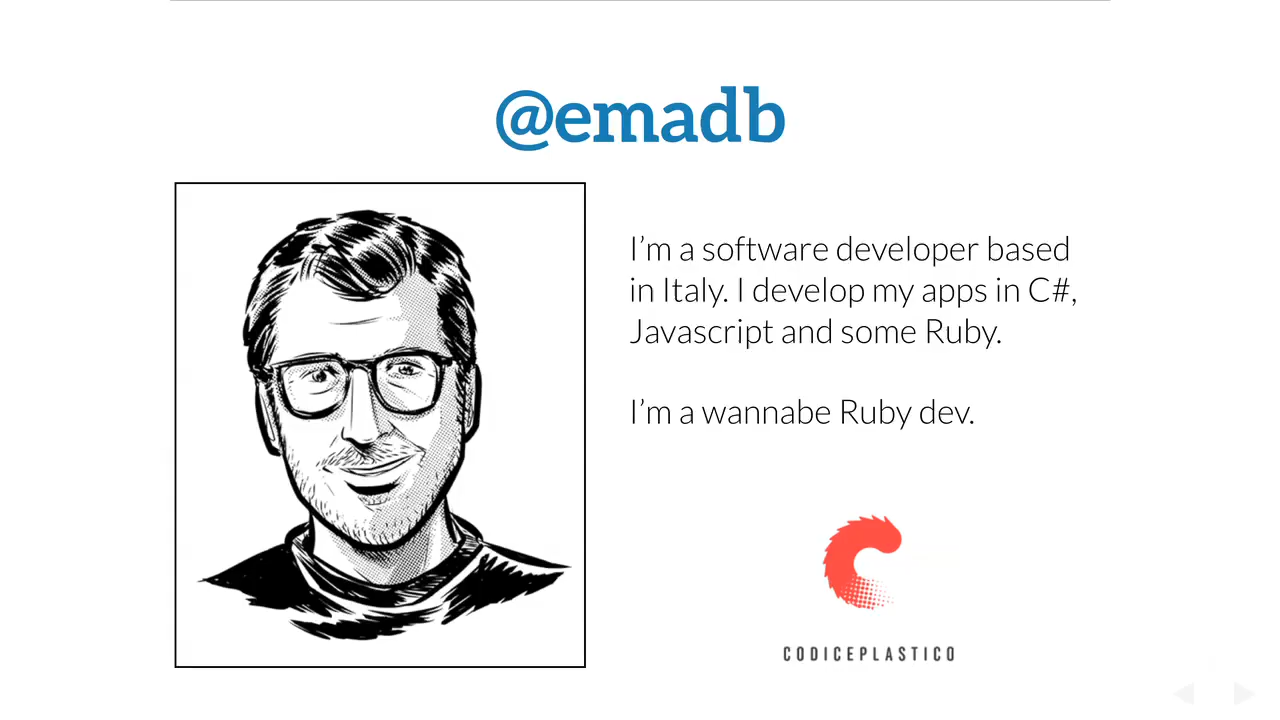 @emadb
I’m a software developer based
in Italy. I develop my apps in C#,
Javascript and some Ruby.
I’m a wannabe Ruby dev.
CODICEPLASTICO